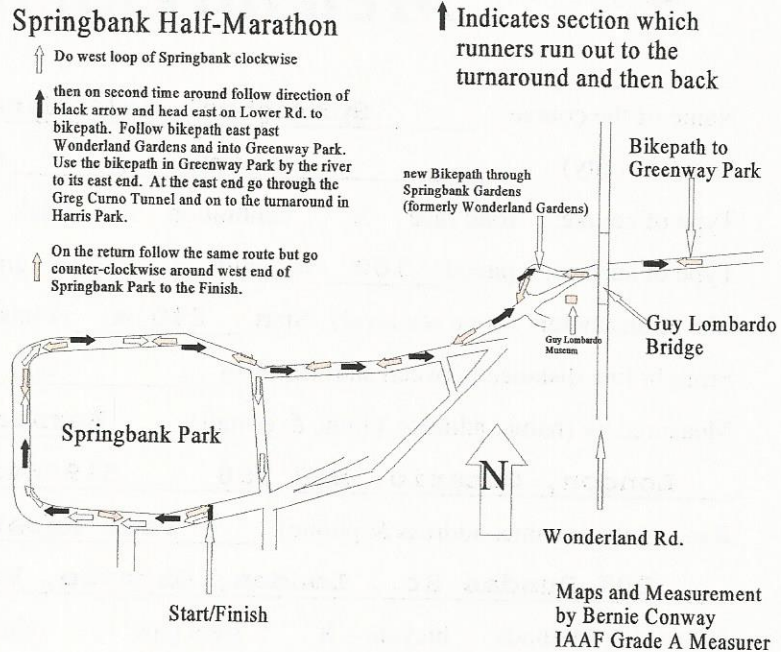 Springbank Half-Marathon
Do west loop of Springbank clockwise
then on second time around follow direction of
black arrow and head east on Lower Rd. to
bikepath. Follow bikepath east past
Wonderland Gardens and into Greenway Park.
Use the bikepath in Greenway Park by the river
to its east end. At the east end go through the
Greg Curno Tunnel and on to the turnaround in
Harris Park.
On the return follow the same route but go
counter-clockwise around west end of
Springbank Park to the Finish.
Indicates section which
runners run out to the
turnaround and then back
new Bikepath through
Springbank Gardens
(formerly Wonderland Gardens)
Bikepath to
Greenway Park
Guy Lombardo
Museum
Guy Lombardo
Bridge
Springbank Park
N
Wonderland Rd.
Start/Finish
Maps and Measurement
by Bernie Conway
IAAF Grade A Measurer